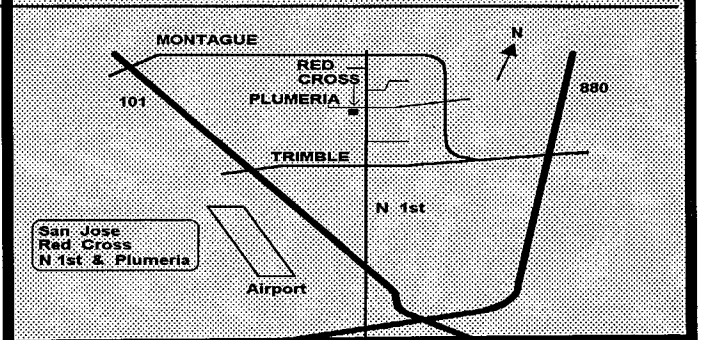 MONTAGUE
N
RED
CROSS
880
101
PLUMERIA
TRIMBLE
N 1st
San Jose
Red Cross
N 1st & Plumeria
Airport